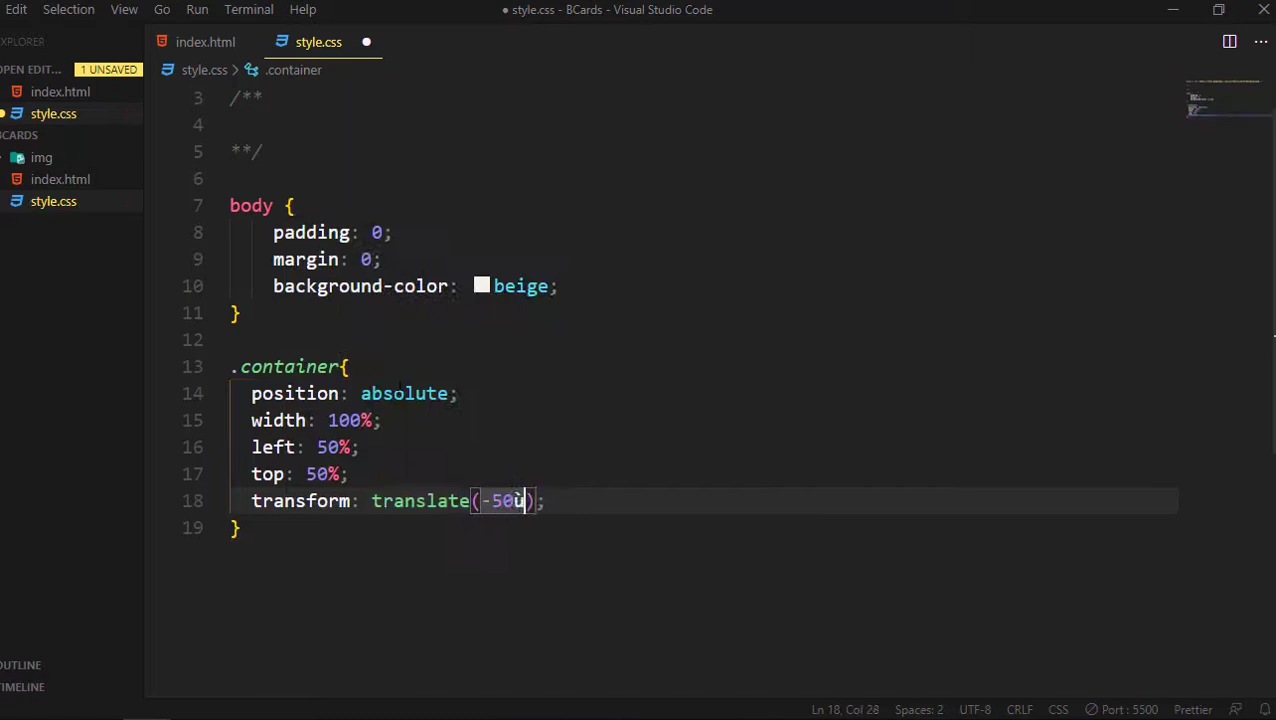 Edit Selection View Go Run Terminal Help ● style.css - BCards - Visual Studio Code
EXPLORER
index.html
style.css
OPEN EDIT... 1 UNSAVED
index.html
style.css
BCARDS
img
index.html
style.css
style.css > .container
3 /**
4
5 **/
6
7 body {
8 padding: 0;
9 margin: 0;
10 background-color: beige;
11 }
12
13 .container{
14 position: absolute;
15 width: 100%;
16 left: 50%;
17 top: 50%;
18 transform: translate(-50ù);
19 }
OUTLINE
TIMELINE
Ln 18, Col 28 Spaces: 2 UTF-8 CRLF CSS Port : 5500 Prettier